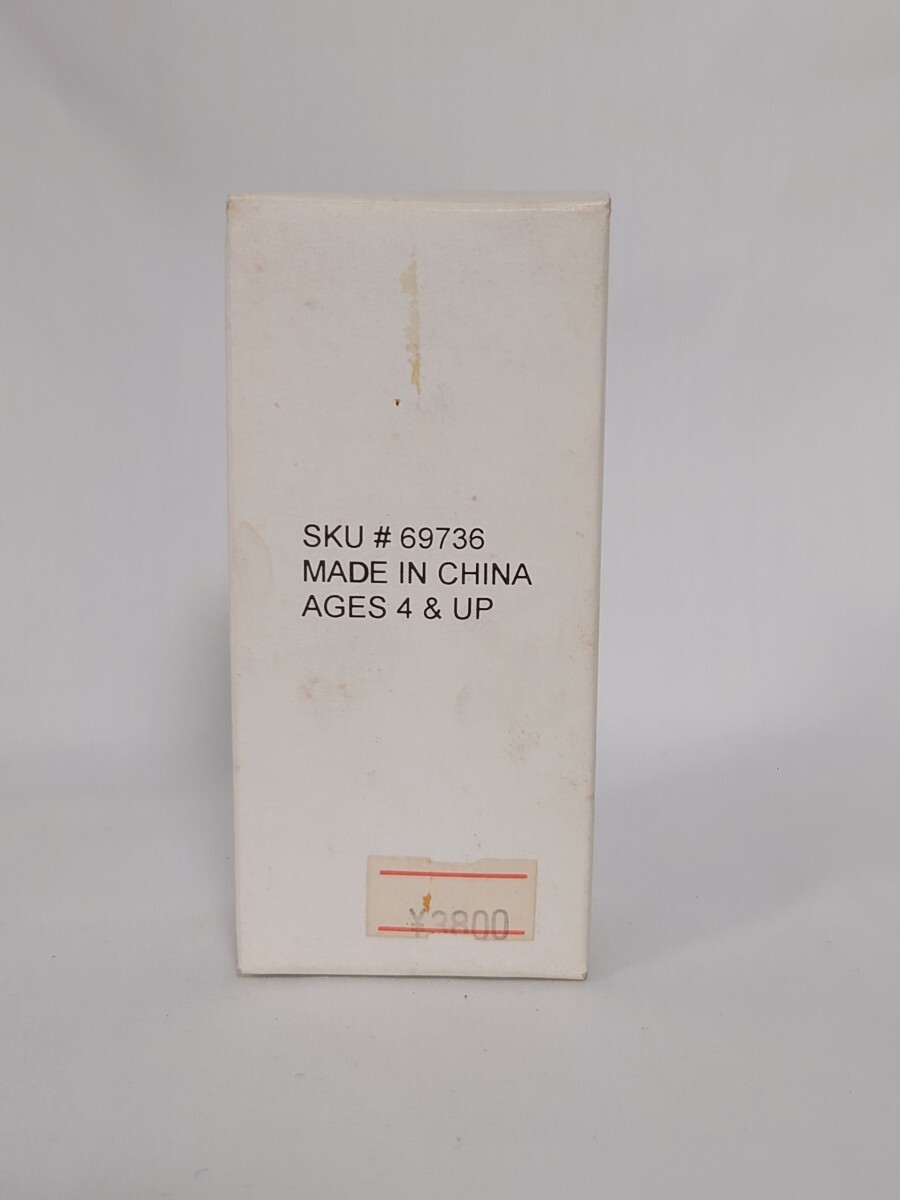 SKU # 69736
MADE IN CHINA
AGES 4 & UP
¥3800